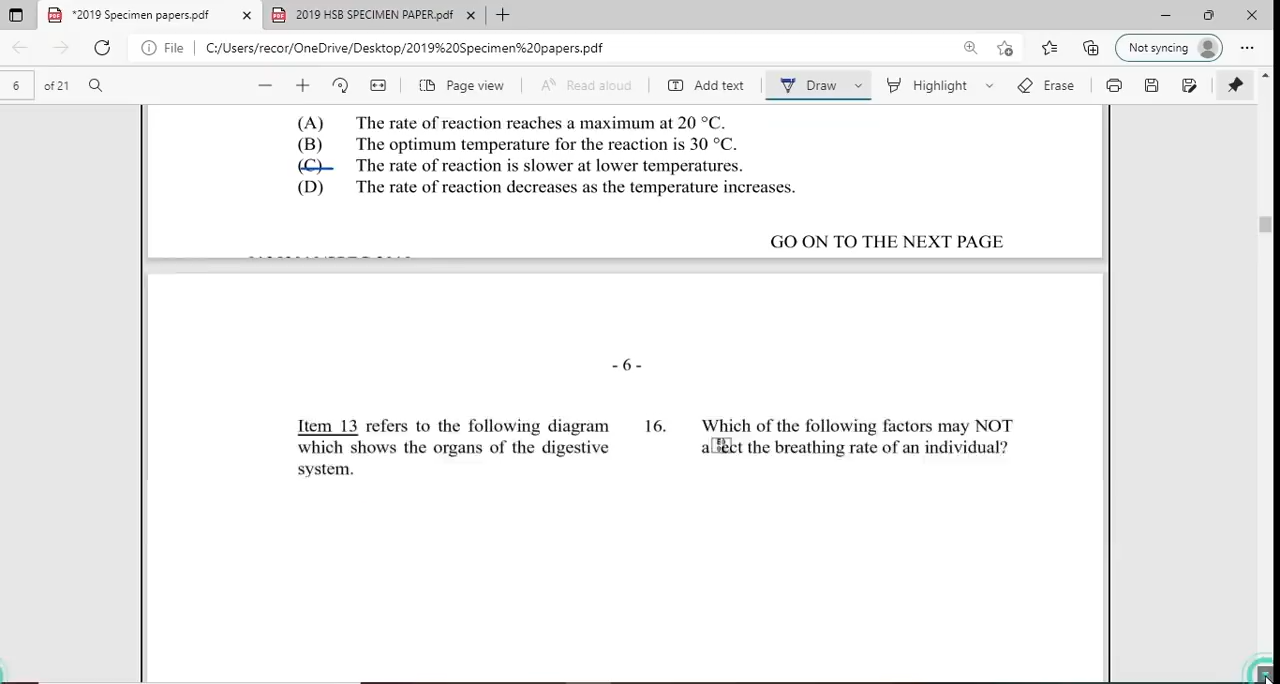 *2019 Specimen papers.pdf
2019 HSB SPECIMEN PAPER.pdf
File
C:/Users/recor/OneDrive/Desktop/2019%20Specimen%20papers.pdf
Not syncing
6 of 21
Page view
Read aloud
Add text
Draw
Highlight
Erase
(A) The rate of reaction reaches a maximum at 20 °C.
(B) The optimum temperature for the reaction is 30 °C.
(C) The rate of reaction is slower at lower temperatures.
(D) The rate of reaction decreases as the temperature increases.
GO ON TO THE NEXT PAGE
- 6 -
Item 13 refers to the following diagram
which shows the organs of the digestive
system.
16. Which of the following factors may NOT
a ect the breathing rate of an individual?